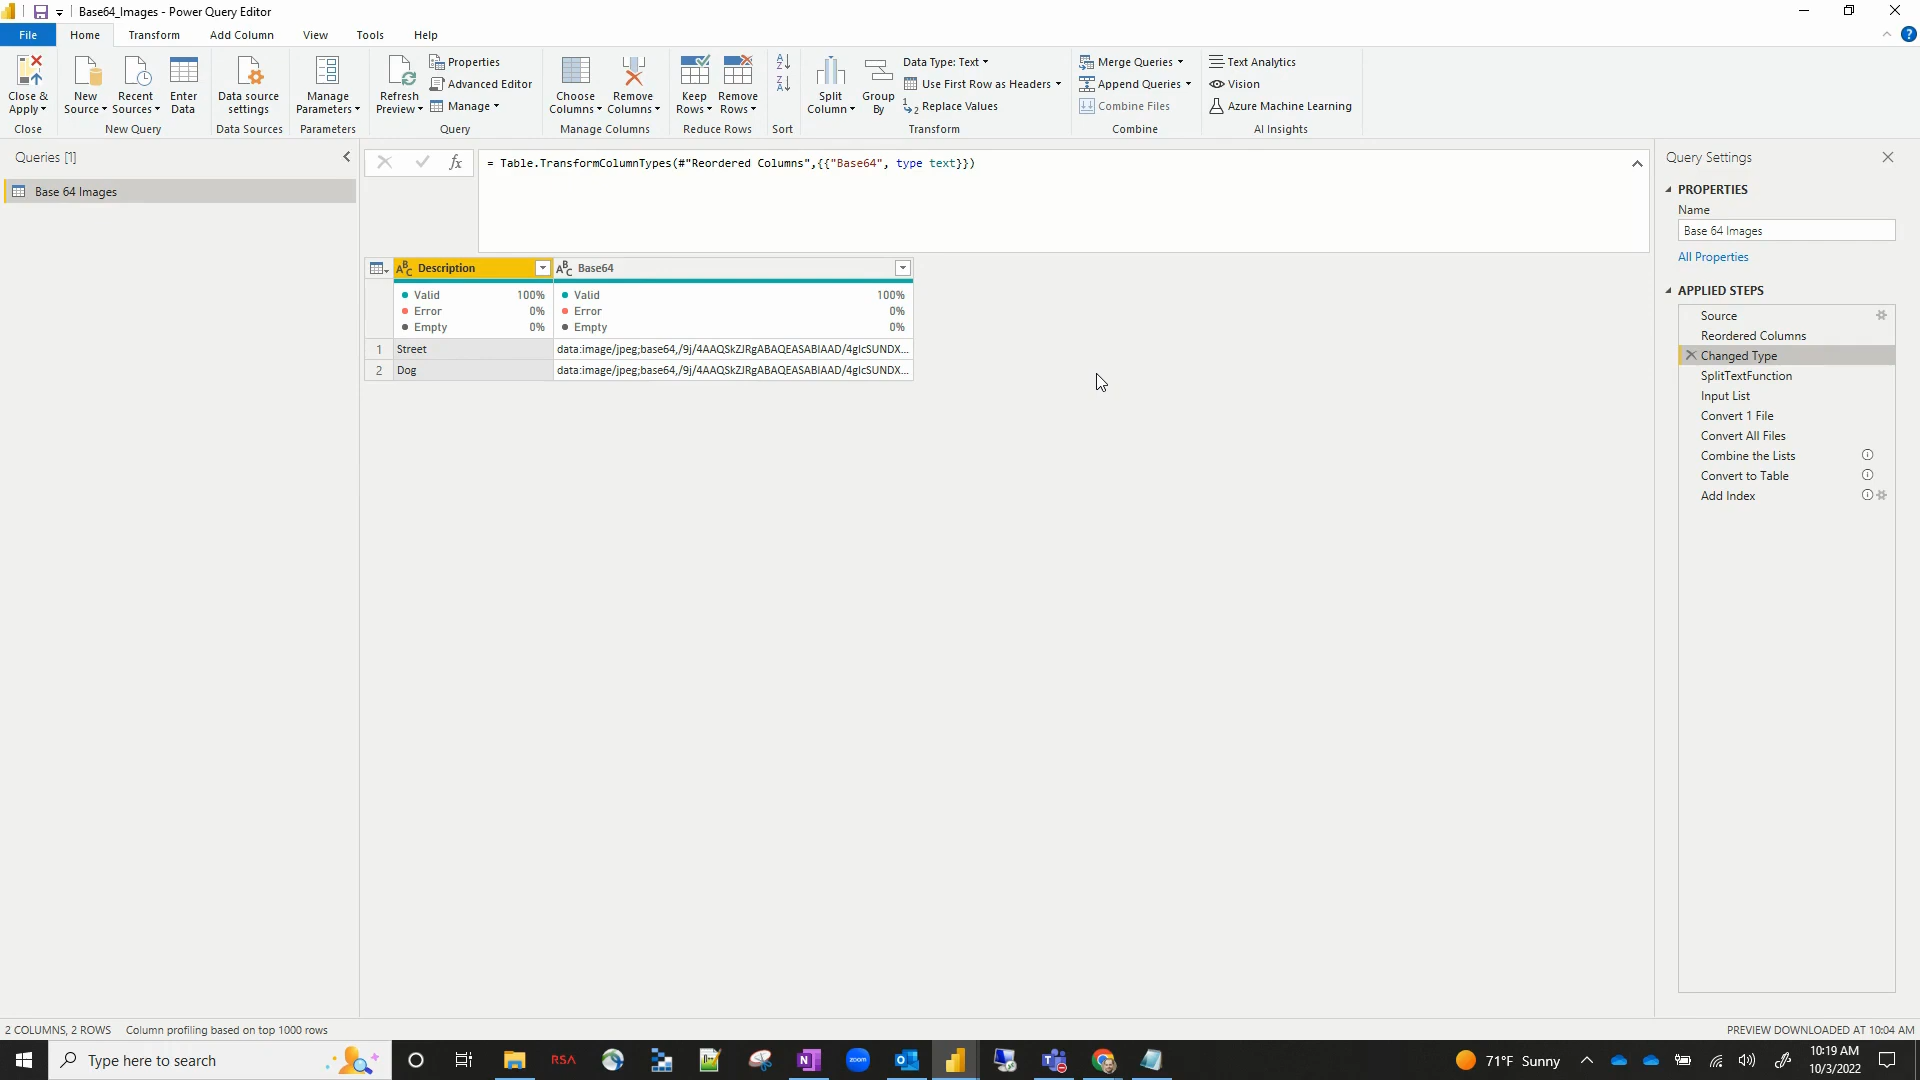 Base64_Images - Power Query Editor
File Home Transform Add Column View Tools Help
Close & Apply
Close
New Source
Recent Sources
Enter Data
New Query
Data source settings
Data Sources
Manage Parameters
Parameters
Refresh Preview
Properties
Advanced Editor
Manage
Query
Choose Columns
Remove Columns
Manage Columns
Keep Rows
Remove Rows
Reduce Rows
Sort
Split Column
Group By
Data Type: Text
Use First Row as Headers
Replace Values
Transform
Merge Queries
Append Queries
Combine Files
Combine
Text Analytics
Vision
Azure Machine Learning
AI Insights
Queries [1]
Base 64 Images
fx
= Table.TransformColumnTypes(#"Reordered Columns",{{"Base64", type text}})
ABC Description ABC Base64
Valid 100% Valid 100%
Error 0% Error 0%
Empty 0% Empty 0%
1 Street data:image/jpeg;base64,/9j/4AAQSkZJRgABAQEASABIAAD/4gIcSUNDX...
2 Dog data:image/jpeg;base64,/9j/4AAQSkZJRgABAQEASABIAAD/4gIcSUNDX...
Query Settings
PROPERTIES
Name
Base 64 Images
All Properties
APPLIED STEPS
Source
Reordered Columns
Changed Type
SplitTextFunction
Input List
Convert 1 File
Convert All Files
Combine the Lists
Convert to Table
Add Index
2 COLUMNS, 2 ROWS Column profiling based on top 1000 rows
PREVIEW DOWNLOADED AT 10:04 AM
Type here to search
RSA
zoom
71°F Sunny
10:19 AM
10/3/2022